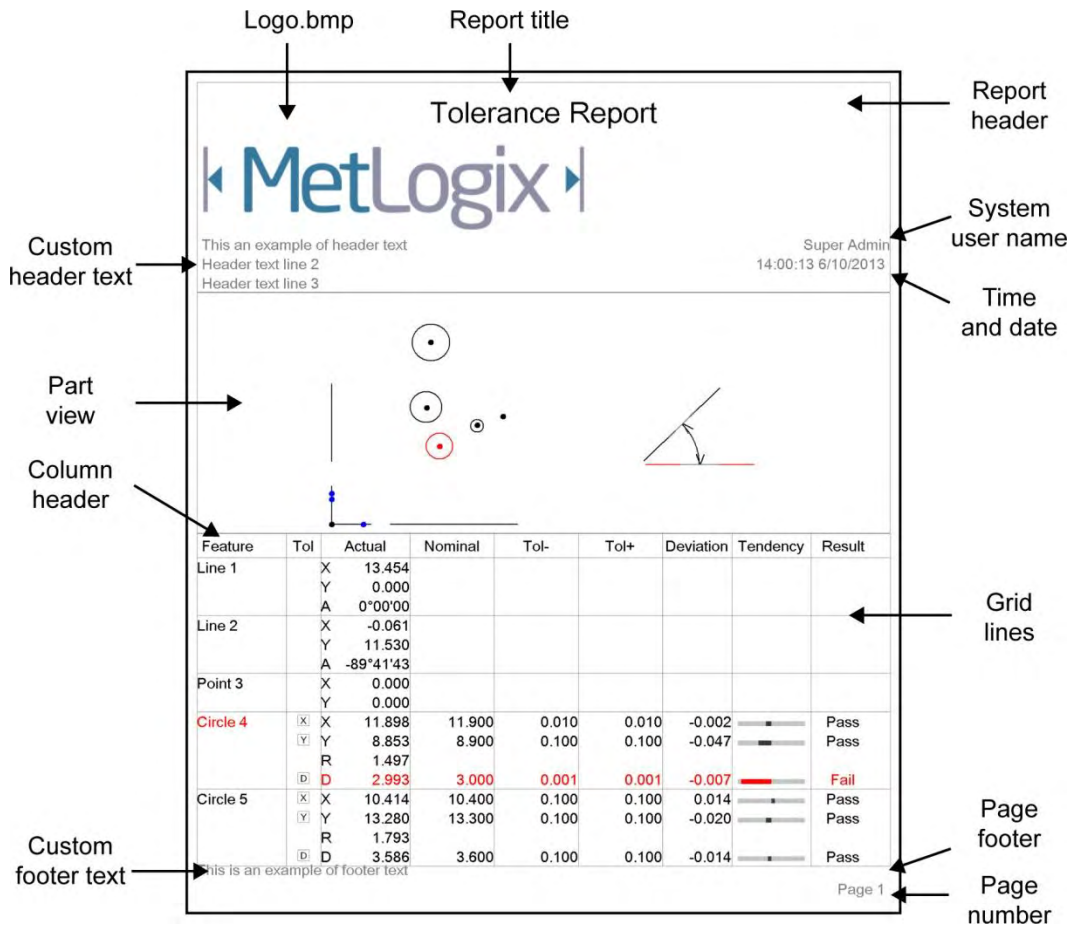 Logo.bmp
Report title
Tolerance Report
Report
header
MetLogix
System
user name
Custom
header text
This an example of header text
Header text line 2
Header text line 3
Super Admin
14:00:13 6/10/2013
Time
and date
Part
view
Column
header
Feature Tol Actual Nominal Tol- Tol+ Deviation Tendency Result
Line 1 X 13.454
Y 0.000
A 0°00'00
Line 2 X -0.061
Y 11.530
A -89°41'43
Grid
lines
Point 3 X 0.000
Y 0.000
Circle 4 X X 11.898 11.900 0.010 0.010 -0.002 Pass
Y Y 8.853 8.900 0.100 0.100 -0.047 Pass
R 1.497
D D 2.993 3.000 0.001 0.001 -0.007 Fail
Circle 5 X X 10.414 10.400 0.100 0.100 0.014 Pass
Y Y 13.280 13.300 0.100 0.100 -0.020 Pass
R 1.793
D D 3.586 3.600 0.100 0.100 -0.014 Pass
Custom
footer text
This is an example of footer text
Page
footer
Page 1
Page
number